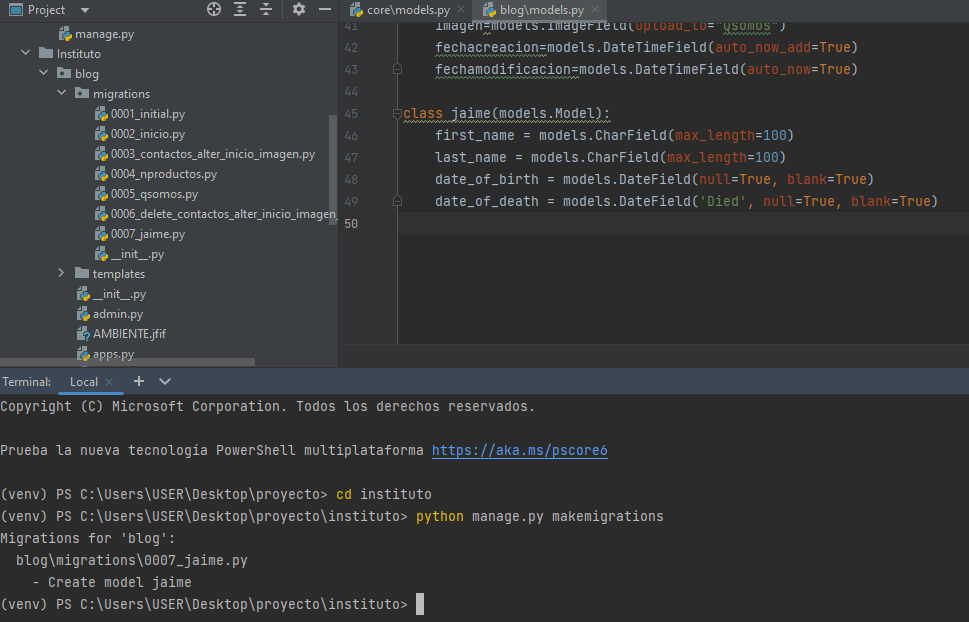 Project
core\models.py
blog\models.py
manage.py
Instituto
blog
migrations
0001_initial.py
0002_inicio.py
0003_contactos_alter_inicio_imagen.py
0004_nproductos.py
0005_qsomos.py
0006_delete_contactos_alter_inicio_imagen
0007_jaime.py
__init__.py
templates
__init__.py
admin.py
AMBIENTE.jfif
apps.py
41 imagen=models.ImageField(upload_to="Qsomos")
42 fechacreacion=models.DateTimeField(auto_now_add=True)
43 fechamodificacion=models.DateTimeField(auto_now=True)
44
45 class jaime(models.Model):
46 first_name = models.CharField(max_length=100)
47 last_name = models.CharField(max_length=100)
48 date_of_birth = models.DateField(null=True, blank=True)
49 date_of_death = models.DateField('Died', null=True, blank=True)
50
Terminal: Local
Copyright (C) Microsoft Corporation. Todos los derechos reservados.
Prueba la nueva tecnología PowerShell multiplataforma https://aka.ms/pscore6
(venv) PS C:\Users\USER\Desktop\proyecto> cd instituto
(venv) PS C:\Users\USER\Desktop\proyecto\instituto> python manage.py makemigrations
Migrations for 'blog':
blog\migrations\0007_jaime.py
- Create model jaime
(venv) PS C:\Users\USER\Desktop\proyecto\instituto>